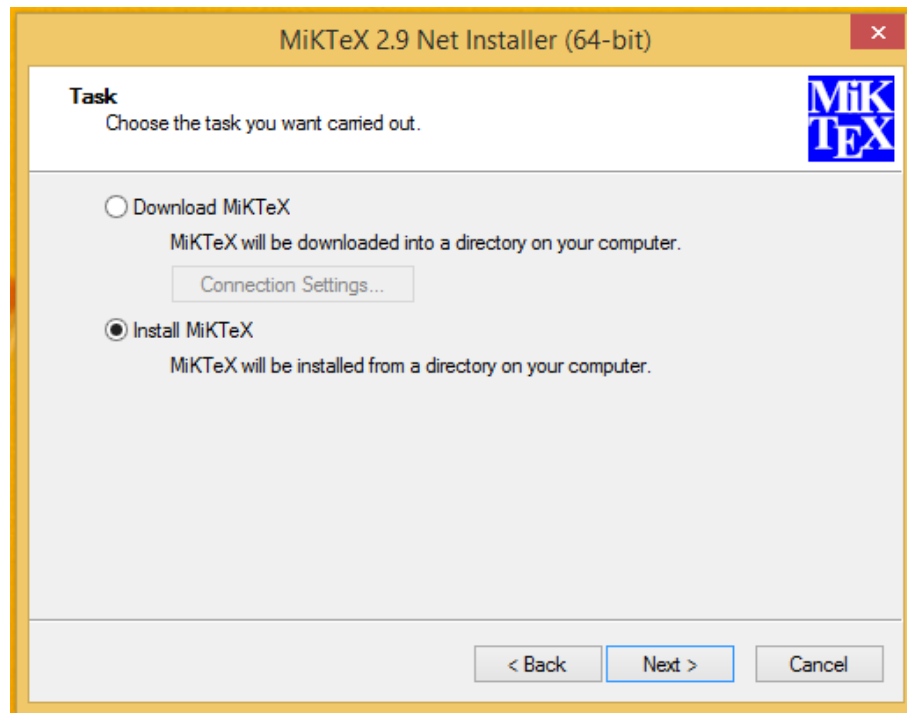 MiKTeX 2.9 Net Installer (64-bit)
Task
Choose the task you want carried out.
MiK
TEX
Download MiKTeX
MiKTeX will be downloaded into a directory on your computer.
Connection Settings...
Install MiKTeX
MiKTeX will be installed from a directory on your computer.
< Back Next > Cancel